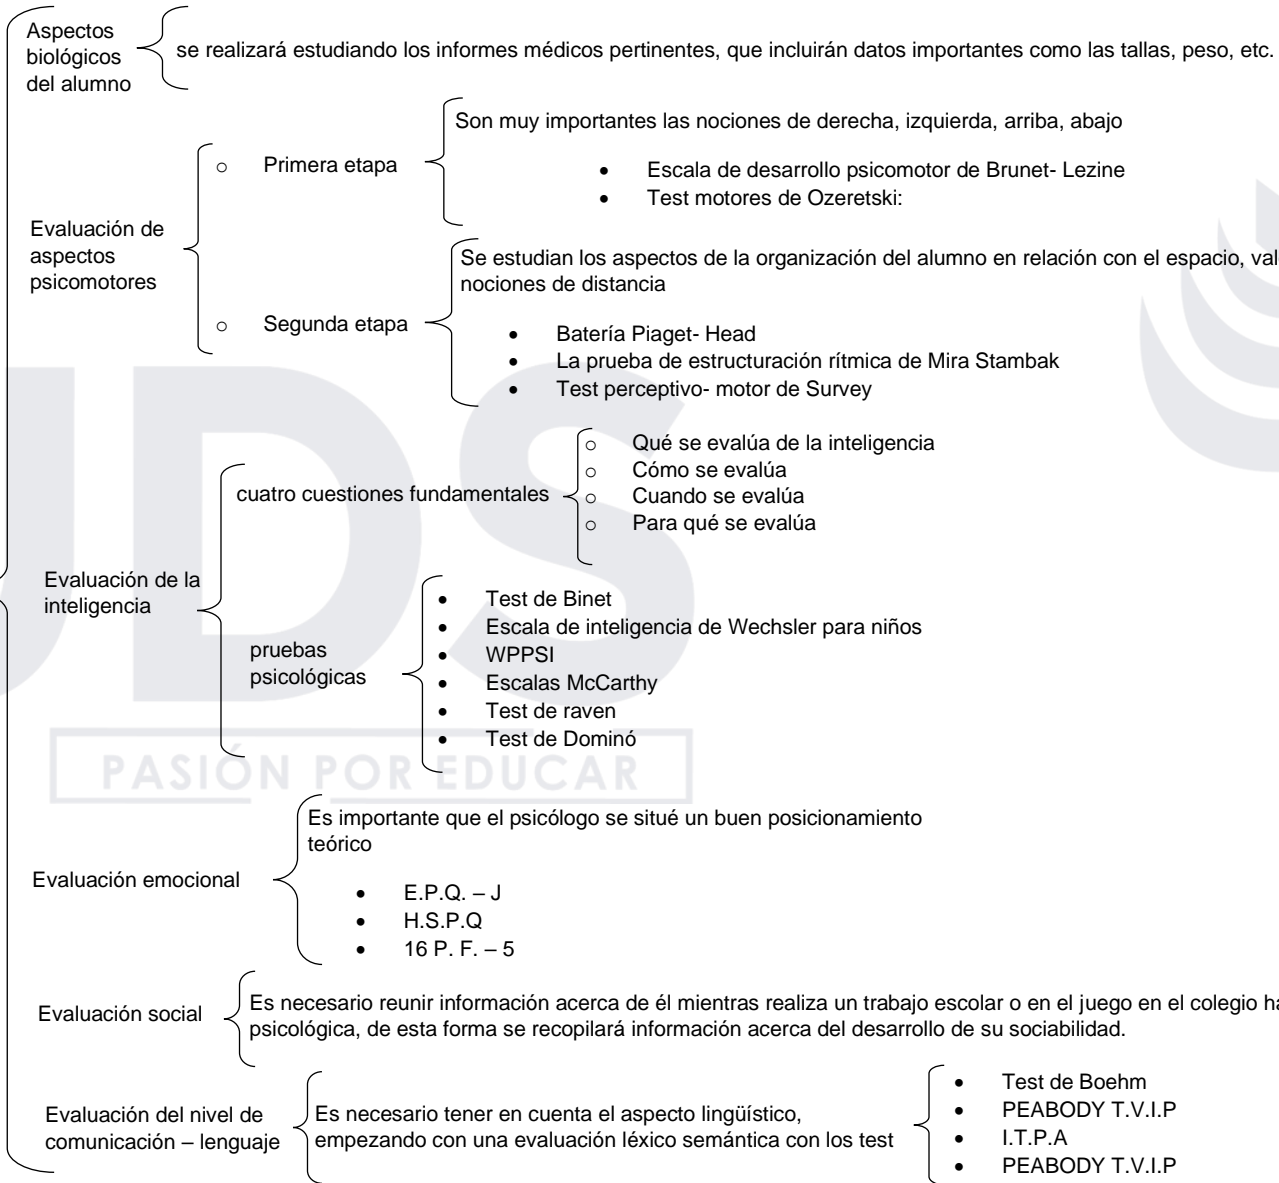 Aspectos
biológicos
del alumno
se realizará estudiando los informes médicos pertinentes, que incluirán datos importantes como las tallas, peso, etc.
Evaluación de
aspectos
psicomotores
o Primera etapa
Son muy importantes las nociones de derecha, izquierda, arriba, abajo
• Escala de desarrollo psicomotor de Brunet- Lezine
• Test motores de Ozeretski:
o Segunda etapa
Se estudian los aspectos de la organización del alumno en relación con el espacio,
nociones de distancia
• Batería Piaget- Head
• La prueba de estructuración rítmica de Mira Stambak
• Test perceptivo- motor de Survey
Evaluación de la
inteligencia
cuatro cuestiones fundamentales
o Qué se evalúa de la inteligencia
o Cómo se evalúa
o Cuando se evalúa
o Para qué se evalúa
pruebas
psicológicas
• Test de Binet
• Escala de inteligencia de Wechsler para niños
• WPPSI
• Escalas McCarthy
• Test de raven
• Test de Dominó
Evaluación emocional
Es importante que el psicólogo se situé un buen posicionamiento
teórico
• E.P.Q. – J
• H.S.P.Q
• 16 P. F. – 5
Evaluación social
Es necesario reunir información acerca de él mientras realiza un trabajo escolar o en el juego en el colegio
psicológica, de esta forma se recopilará información acerca del desarrollo de su sociabilidad.
Evaluación del nivel de
comunicación – lenguaje
Es necesario tener en cuenta el aspecto lingüístico,
empezando con una evaluación léxico semántica con los test
• Test de Boehm
• PEABODY T.V.I.P
• I.T.P.A
• PEABODY T.V.I.P
UDS
PASIÓN POR EDUCAR